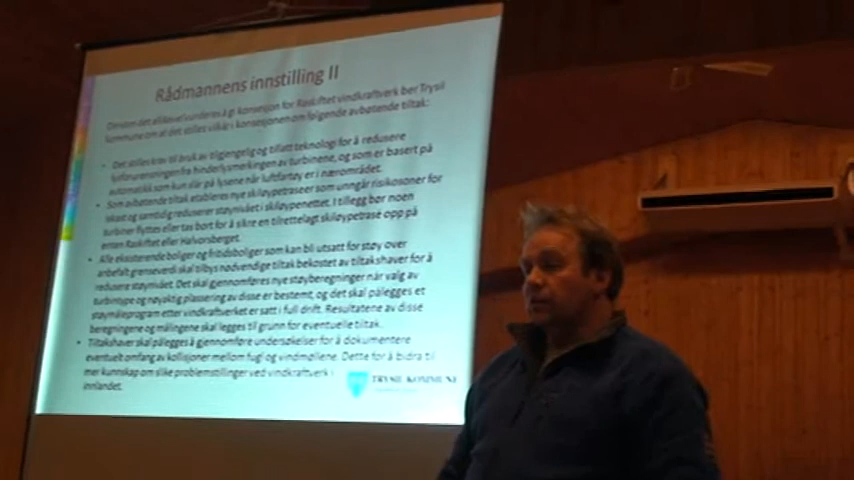 Rådmannens innstilling II
Dersom det allikevel vurderes å gi konsesjon for Raskiftet vindkraftverk ber Trysil
kommune om at det stilles vilkår i konsesjonen om følgende avbøtende tiltak:
• Det stilles krav til bruk av tilgjengelig og tillatt teknologi for å redusere
lysforurensningen fra hinderlysmerkingen av turbinene, og som er basert på
automatikk som kun slår på lysene når luftfartøy er i nærområdet.
• Som avbøtende tiltak etableres nye skiløypetraseer som unngår risikosoner for
iskast og samtidig reduserer støynivået i skiløypenettet. I tillegg bør noen
turbiner flyttes eller tas bort for å sikre en tilrettelagt skiløypetrasé opp på
enten Raskiftet eller Halvorsberget.
• Alle eksisterende boliger og fritidsboliger som kan bli utsatt for støy over
anbefalt grenseverdi skal tilbys nødvendige tiltak bekostet av tiltakshaver for å
redusere støyen. Det skal gjennomføres nye støyberegninger når valg av
turbintype og nøyaktig plassering av disse er bestemt, og det skal pålegges et
støymåleprogram etter vindkraftverket er satt i full drift. Resultatene av disse
beregningene og målingene skal legges til grunn for eventuelle tiltak.
• Tiltakshaver skal pålegges å gjennomføre undersøkelser for å dokumentere
eventuelt omfang av kollisjoner mellom fugl og vindmøllene. Dette for å bidra til
mer kunnskap om slike problemstillinger ved vindkraftverk i
innlandet.
TRYSIL KOMMUNE